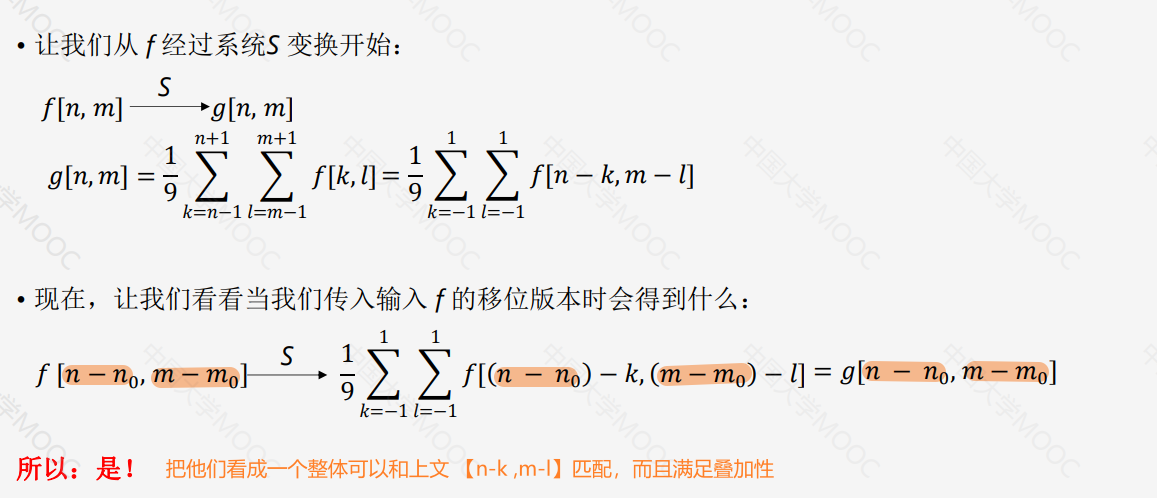 • 让我们从 f 经过系统S 变换开始：
S
f[n, m] ⟶ g[n, m]
g[n, m] = \frac{1}{9} \sum_{k=n-1}^{n+1} \sum_{l=m-1}^{m+1} f[k, l] = \frac{1}{9} \sum_{k=-1}^{1} \sum_{l=-1}^{1} f[n − k, m − l]
• 现在，让我们看看当我们传入输入 f 的移位版本时会得到什么：
S
f [n − n_0, m − m_0] ⟶ \frac{1}{9} \sum_{k=-1}^{1} \sum_{l=-1}^{1} f[(n − n_0) − k, (m − m_0) − l] = g[n − n_0, m − m_0]
所以：是！ 把他们看成一个整体可以和上文 【n-k ,m-l】匹配，而且满足叠加性
中国大学MOOC